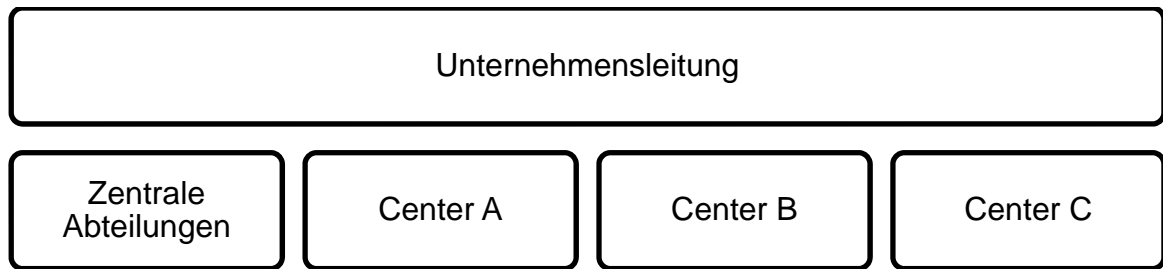 Unternehmensleitung
Zentrale
Abteilungen
Center A
Center B
Center C